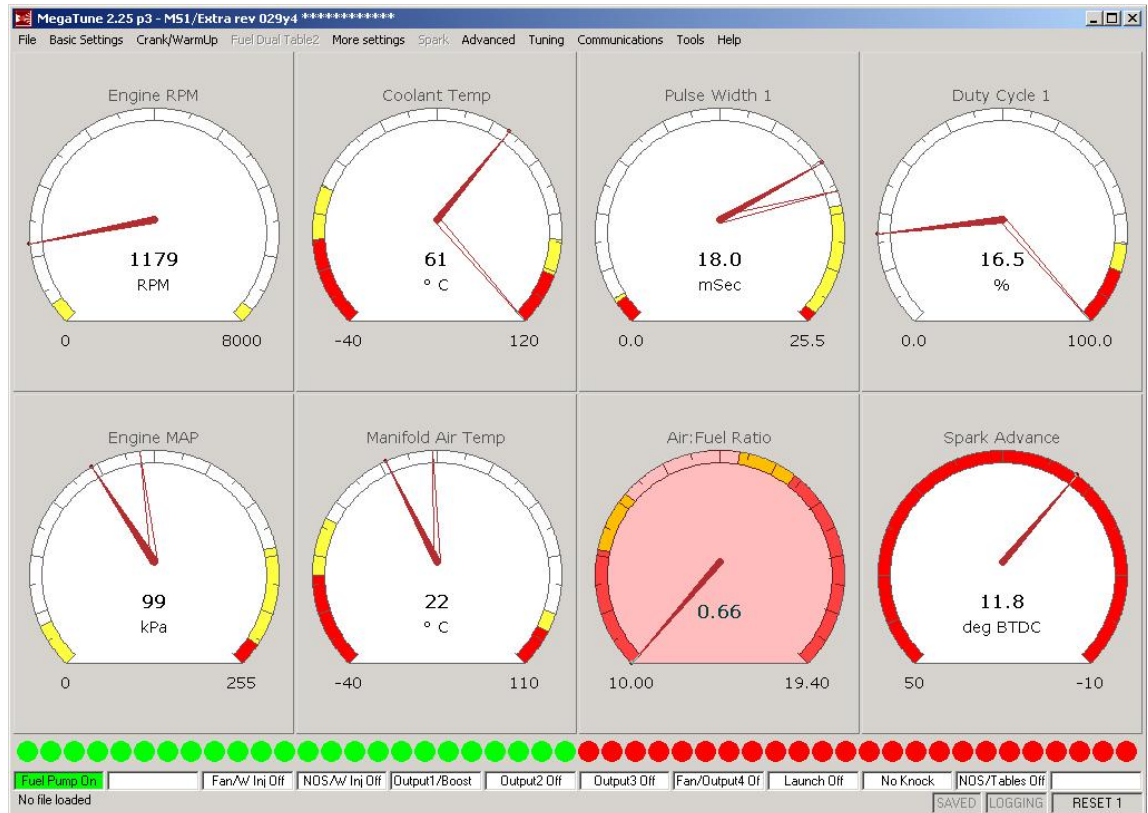 MegaTune 2.25 p3 - MS1/Extra rev 029y4 ************
File Basic Settings Crank/WarmUp Fuel Dual Table2 More settings Spark Advanced Tuning Communications Tools Help
Engine RPM
1179
RPM
0 8000
Coolant Temp
61
° C
-40 120
Pulse Width 1
18.0
mSec
0.0 25.5
Duty Cycle 1
16.5
%
0.0 100.0
Engine MAP
99
kPa
0 255
Manifold Air Temp
22
° C
-40 110
Air:Fuel Ratio
0.66
10.00 19.40
Spark Advance
11.8
deg BTDC
50 -10
Fuel Pump On Fan/W Inj Off NOS/W Inj Off Output1/Boost Output2 Off Output3 Off Fan/Output4 Of Launch Off No Knock NOS/Tables Off
No file loaded SAVED LOGGING RESET 1